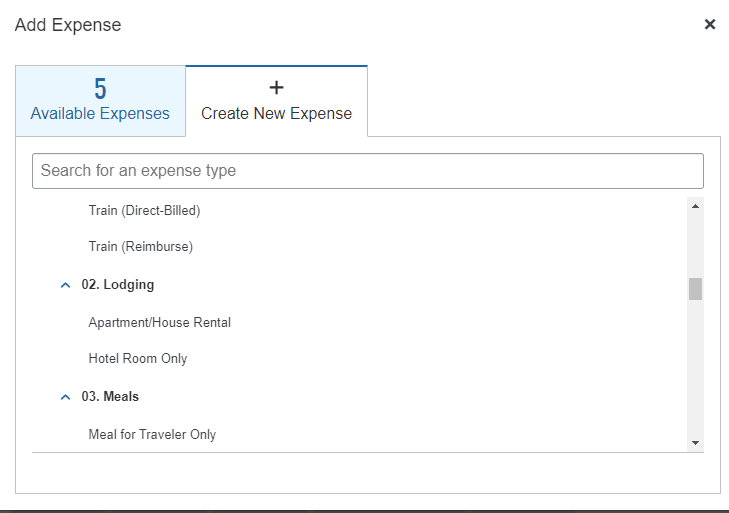 Add Expense
5
Available Expenses
+
Create New Expense
Search for an expense type
Train (Direct-Billed)
Train (Reimburse)
02. Lodging
Apartment/House Rental
Hotel Room Only
03. Meals
Meal for Traveler Only